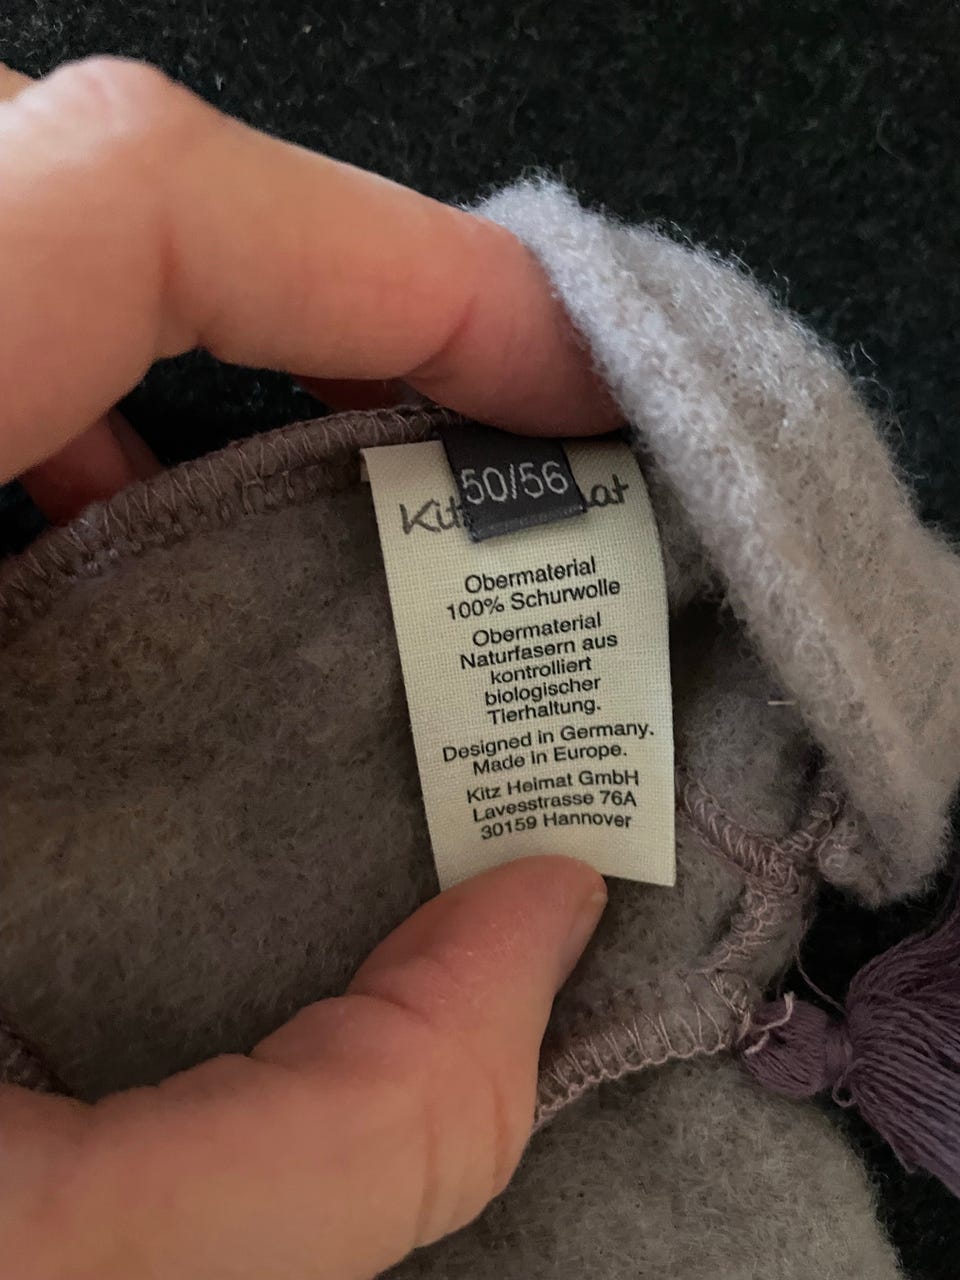 50/56
Obermaterial
100% Schurwolle
Obermaterial
Naturfasern aus
kontrolliert
biologischer
Tierhaltung.
Designed in Germany.
Made in Europe.
Kitz Heimat GmbH
Lavesstrasse 76A
30159 Hannover